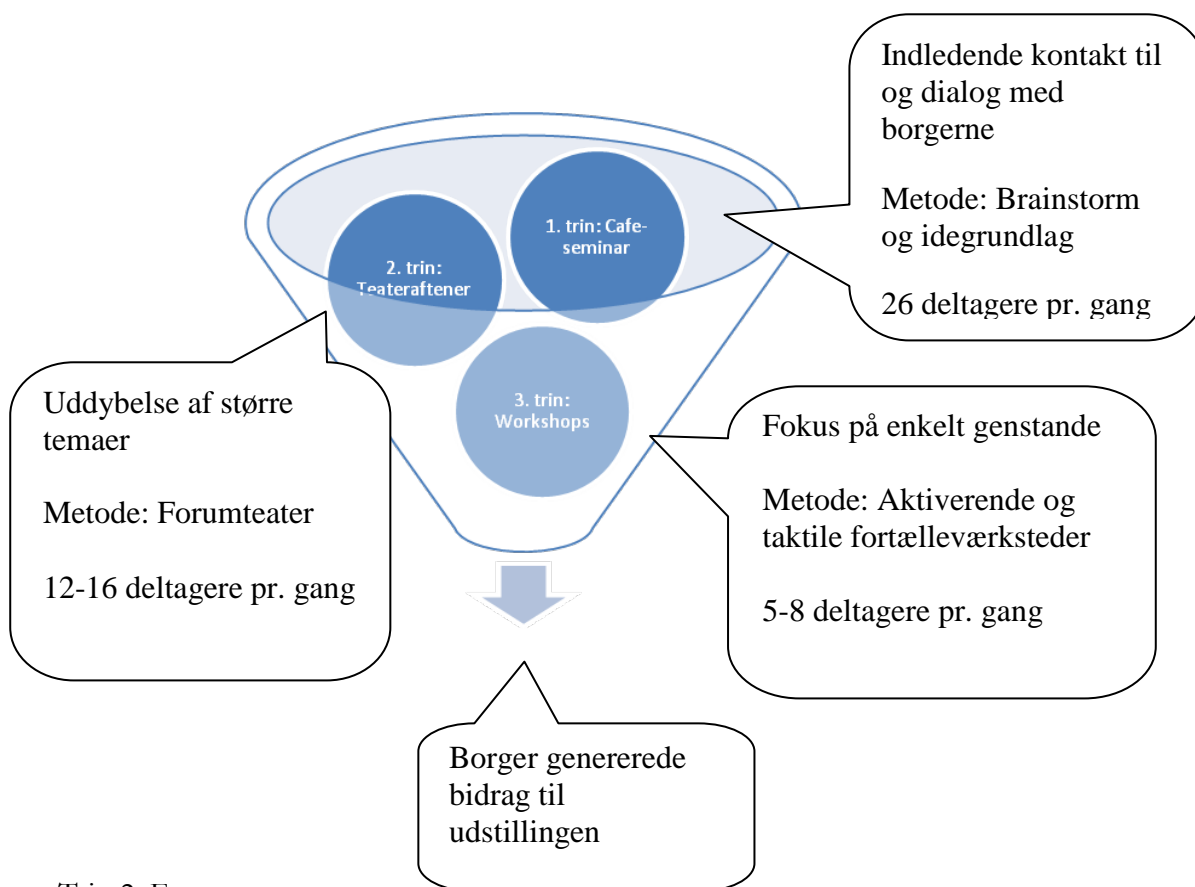 Indledende kontakt til
og dialog med
borgerne
Metode: Brainstorm
og idegrundlag
26 deltagere pr. gang
1. trin: Cafe-
seminar
2. trin:
Teateraftener
3. trin:
Workshops
Uddybelse af større
temaer
Metode: Forumteater
12-16 deltagere pr. gang
Fokus på enkelt genstande
Metode: Aktiverende og
taktile fortælleværksteder
5-8 deltagere pr. gang
Borger genererede
bidrag til
udstillingen